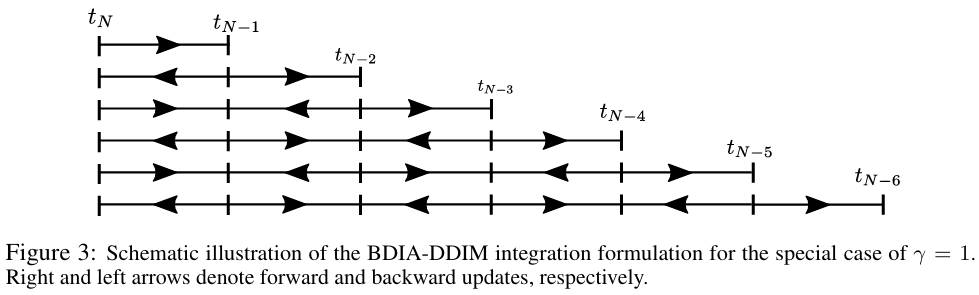 t_N
t_{N-1}
t_{N-2}
t_{N-3}
t_{N-4}
t_{N-5}
t_{N-6}
Figure 3: Schematic illustration of the BDIA-DDIM integration formulation for the special case of γ = 1.
Right and left arrows denote forward and backward updates, respectively.